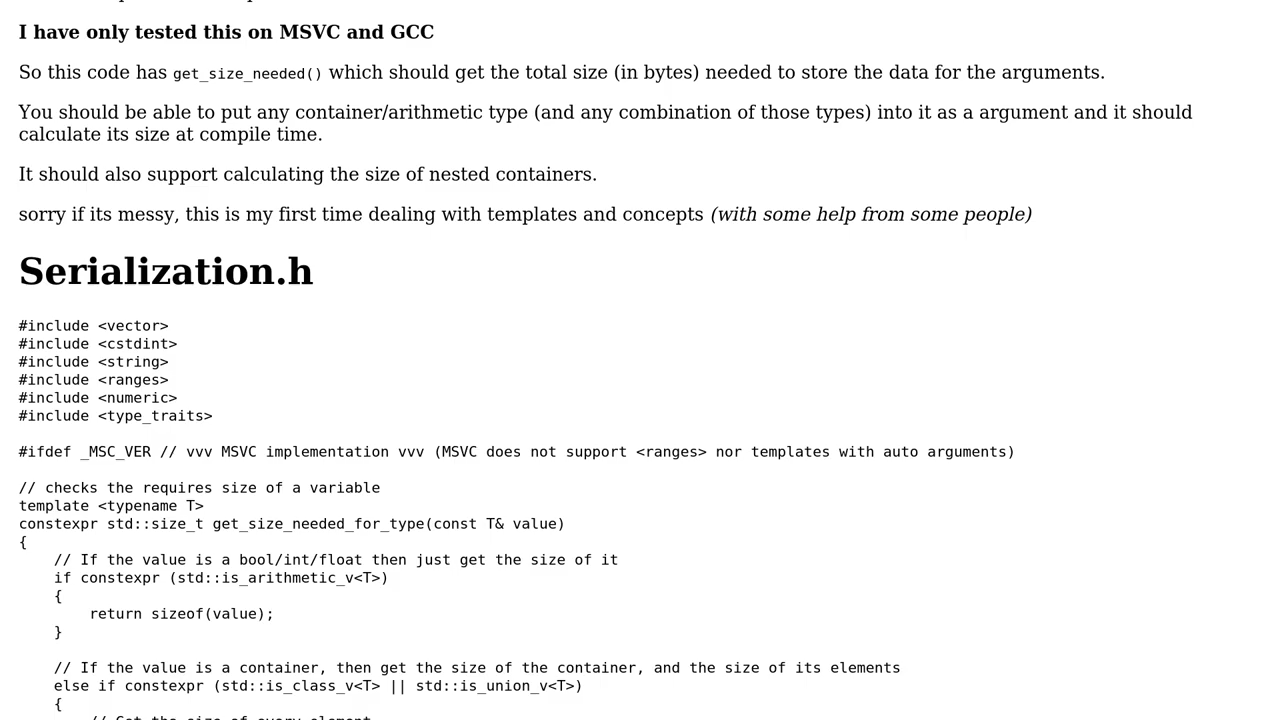 I have only tested this on MSVC and GCC
So this code has get_size_needed() which should get the total size (in bytes) needed to store the data for the arguments.
You should be able to put any container/arithmetic type (and any combination of those types) into it as a argument and it should
calculate its size at compile time.
It should also support calculating the size of nested containers.
sorry if its messy, this is my first time dealing with templates and concepts (with some help from some people)
Serialization.h
#include <vector>
#include <cstdint>
#include <string>
#include <ranges>
#include <numeric>
#include <type_traits>
#ifdef _MSC_VER // vvv MSVC implementation vvv (MSVC does not support <ranges> nor templates with auto arguments)
// checks the requires size of a variable
template <typename T>
constexpr std::size_t get_size_needed_for_type(const T& value)
{
    // If the value is a bool/int/float then just get the size of it
    if constexpr (std::is_arithmetic_v<T>)
    {
        return sizeof(value);
    }
    // If the value is a container, then get the size of the container, and the size of its elements
    else if constexpr (std::is_class_v<T> || std::is_union_v<T>)
    {
        // Get the size of every element